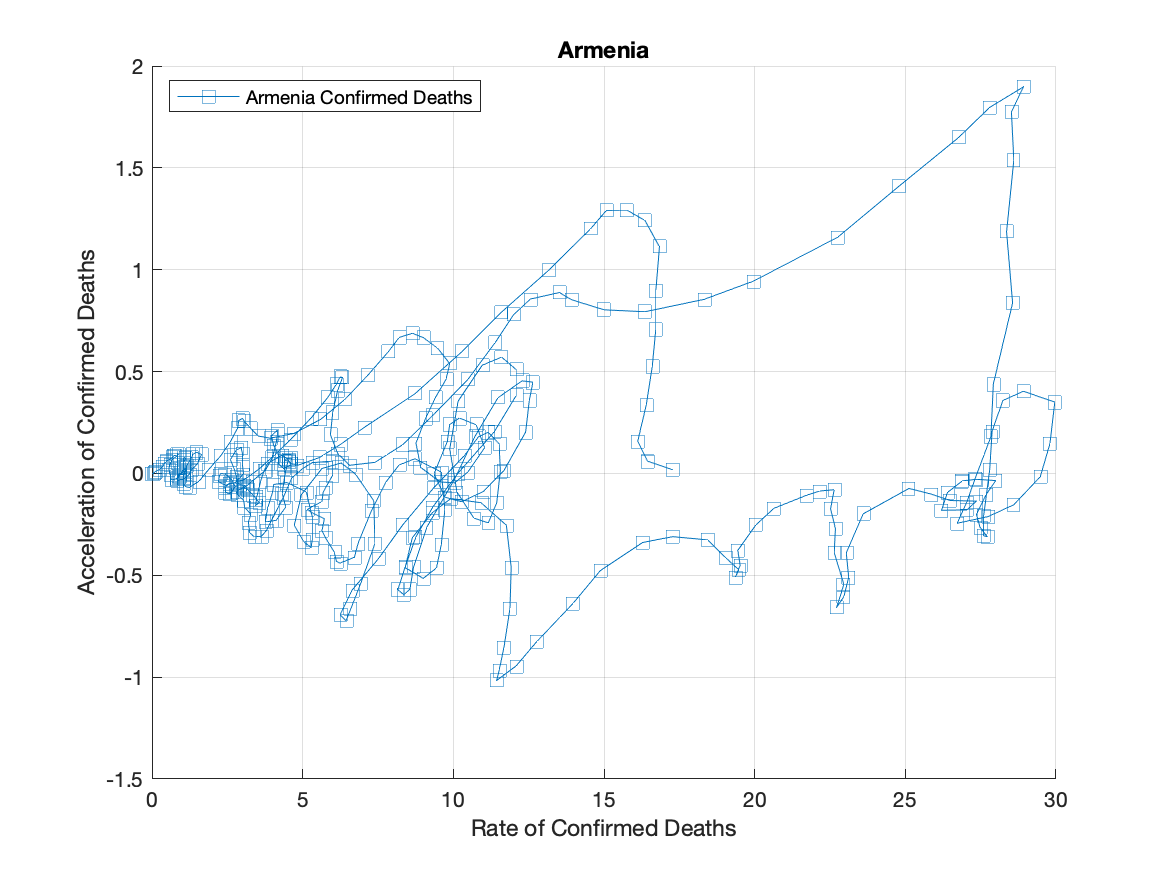 Armenia
Armenia Confirmed Deaths
2
1.5
1
0.5
0
-0.5
-1
-1.5
Acceleration of Confirmed Deaths
0 5 10 15 20 25 30
Rate of Confirmed Deaths